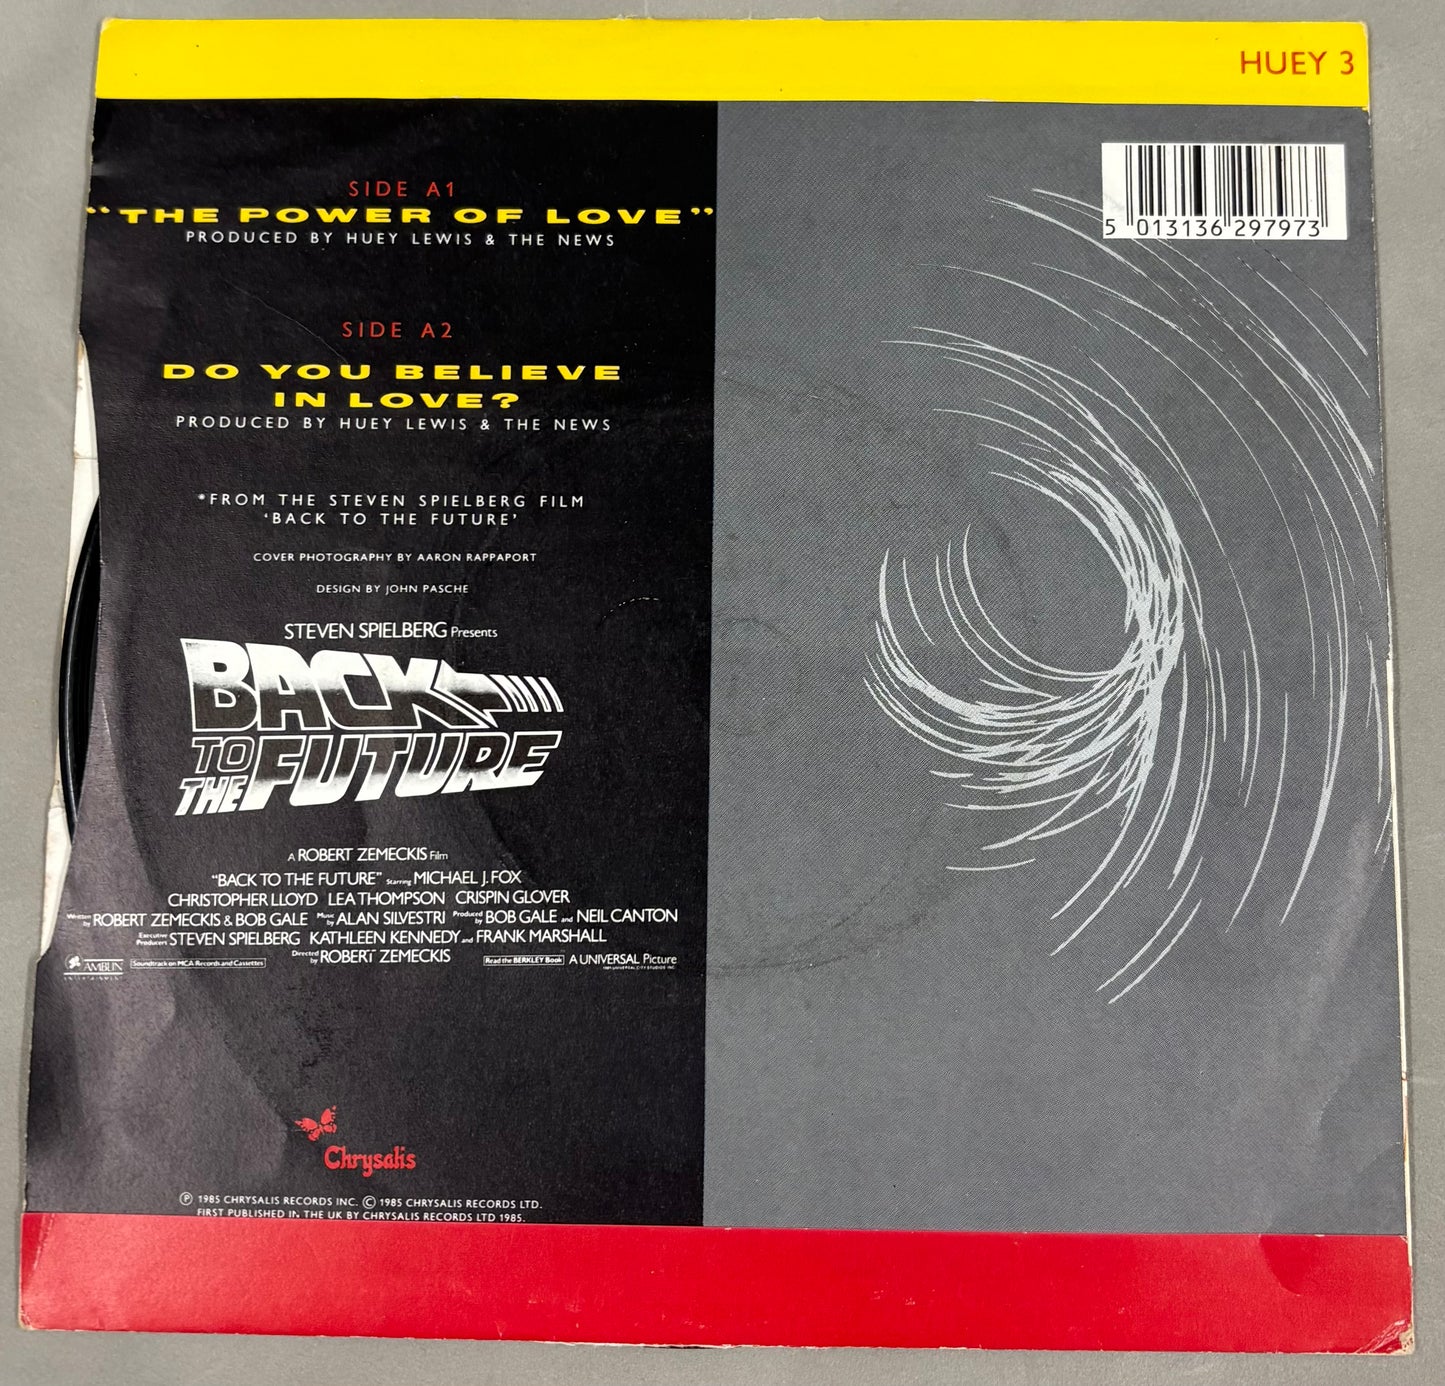 HUEY 3
5 013136 297973
SIDE A1
"THE POWER OF LOVE"
PRODUCED BY HUEY LEWIS & THE NEWS
SIDE A2
DO YOU BELIEVE
IN LOVE?
PRODUCED BY HUEY LEWIS & THE NEWS
*FROM THE STEVEN SPIELBERG FILM
'BACK TO THE FUTURE'
COVER PHOTOGRAPHY BY AARON RAPPAPORT
DESIGN BY JOHN PASCHE
STEVEN SPIELBERG Presents
BACK
TO
THE FUTURE
A ROBERT ZEMECKIS Film
"BACK TO THE FUTURE" Starring MICHAEL J. FOX
CHRISTOPHER LLOYD LEA THOMPSON CRISPIN GLOVER
Written by ROBERT ZEMECKIS & BOB GALE Music by ALAN SILVESTRI Produced by BOB GALE and NEIL CANTON
Executive Producers STEVEN SPIELBERG KATHLEEN KENNEDY and FRANK MARSHALL
Directed by ROBERT ZEMECKIS
AMBLIN ENTERTAINMENT Soundtrack on MCA Records and Cassettes Read the BERKLEY Book A UNIVERSAL Picture
Chrysalis
Ⓟ 1985 CHRYSALIS RECORDS INC. © 1985 CHRYSALIS RECORDS LTD.
FIRST PUBLISHED IN THE UK BY CHRYSALIS RECORDS LTD 1985.